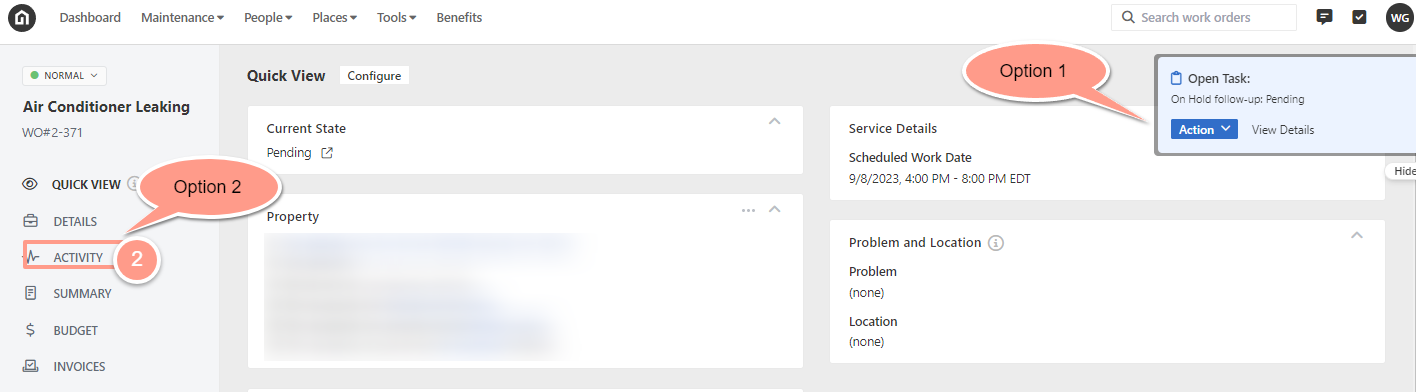 Dashboard Maintenance People Places Tools Benefits Search work orders WG
NORMAL
Air Conditioner Leaking
WO#2-371
QUICK VIEW
DETAILS
ACTIVITY
SUMMARY
BUDGET
INVOICES
Option 2
2
Quick View Configure
Current State
Pending
Property
Option 1
Open Task:
On Hold follow-up: Pending
Action View Details
Hide
Service Details
Scheduled Work Date
9/8/2023, 4:00 PM - 8:00 PM EDT
Problem and Location
Problem
(none)
Location
(none)